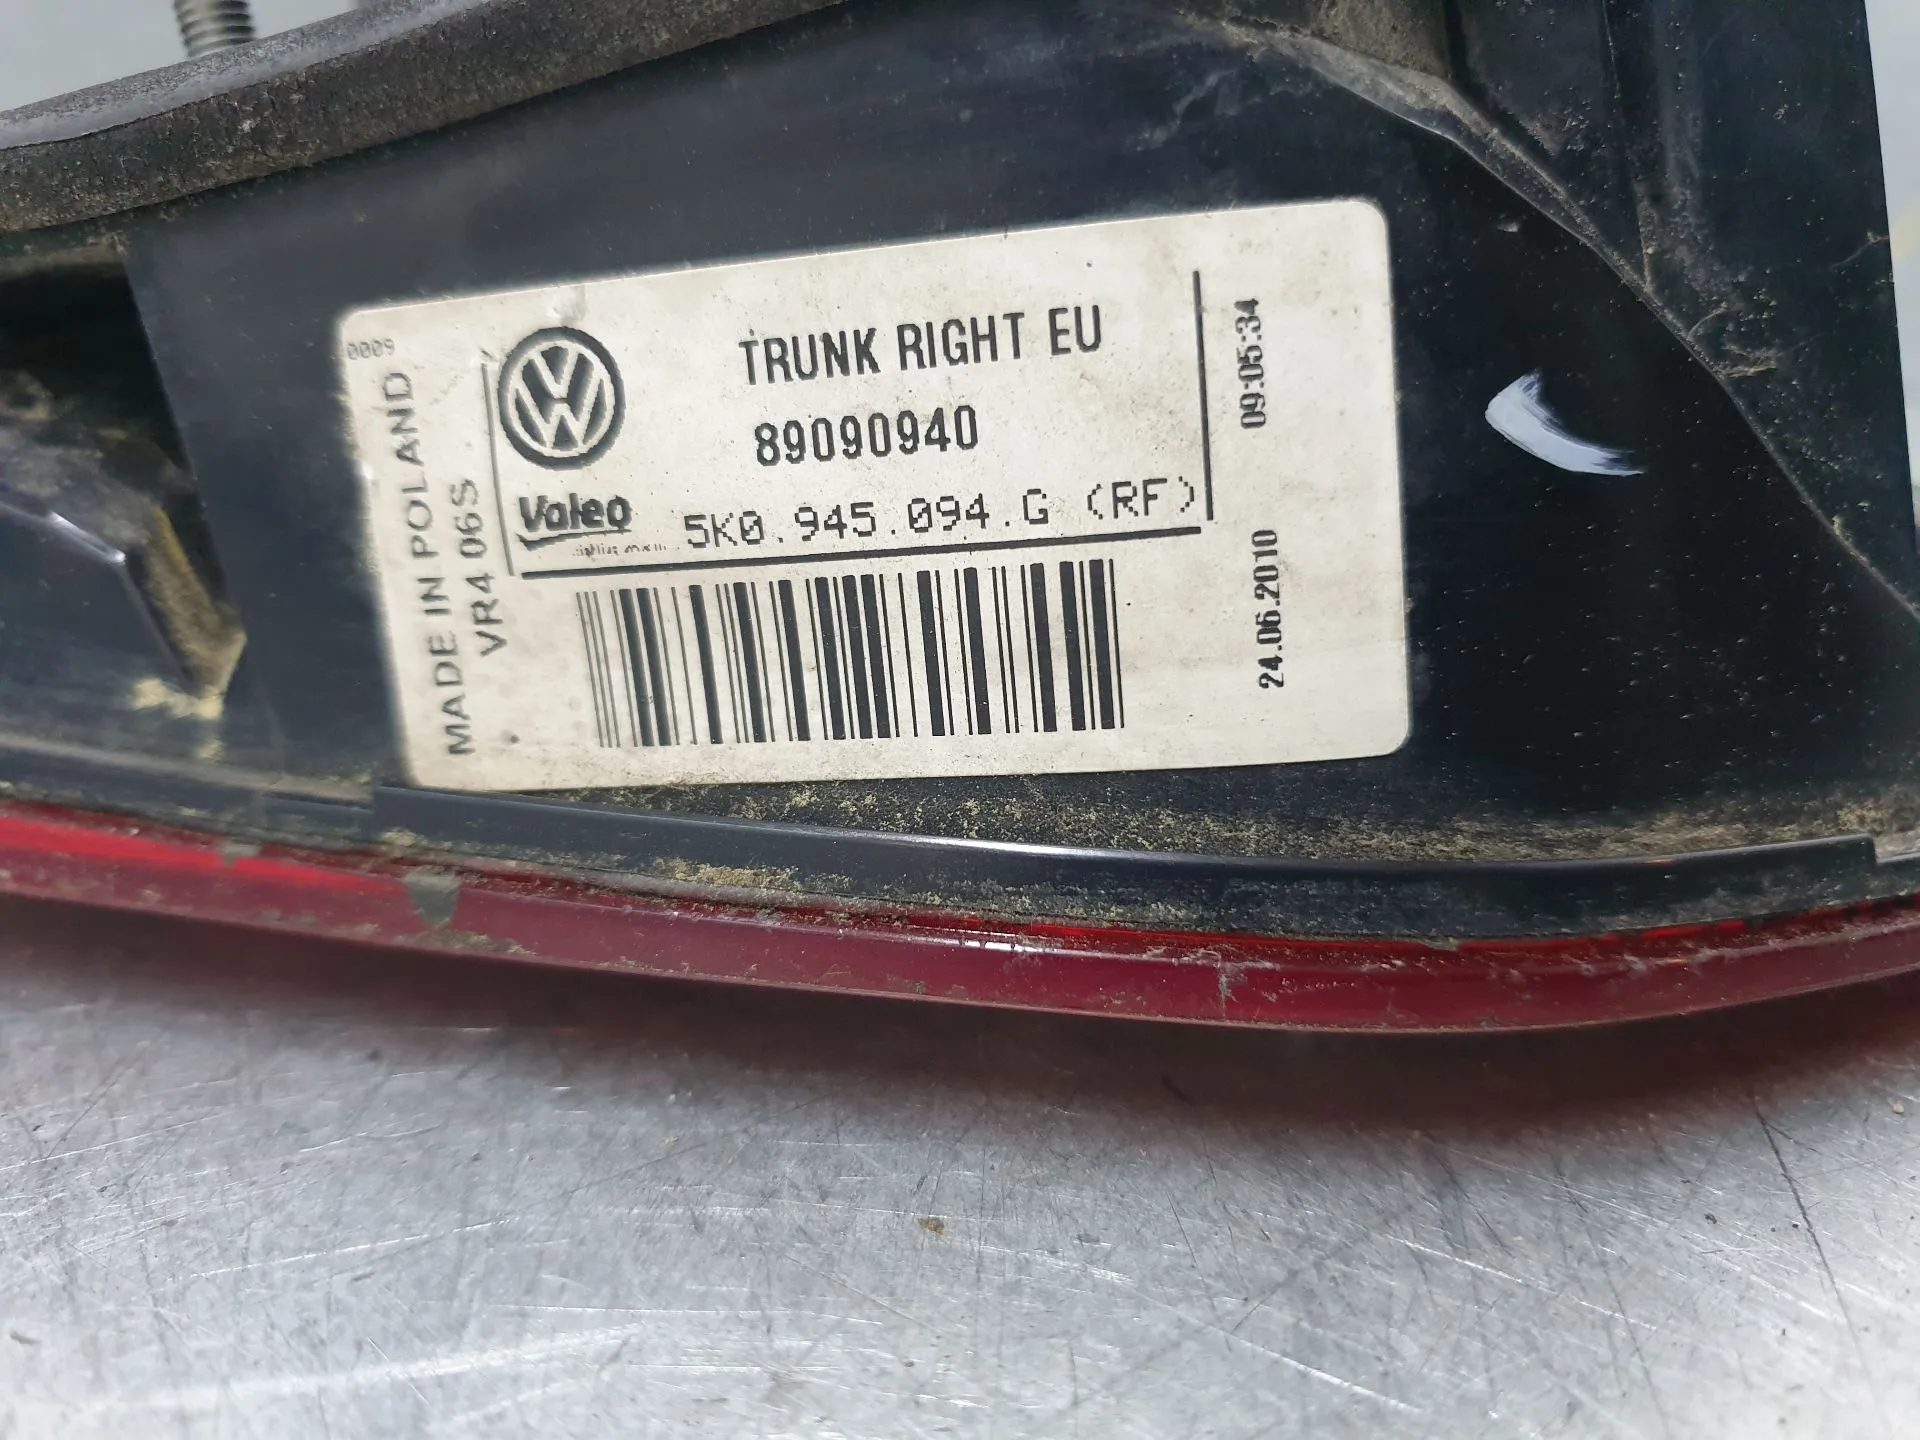 0009
MADE IN POLAND
VR4 06S
TRUNK RIGHT EU
89090940
Valeo
5K0.945.094.G (RF)
09:05:34
24.06.2010